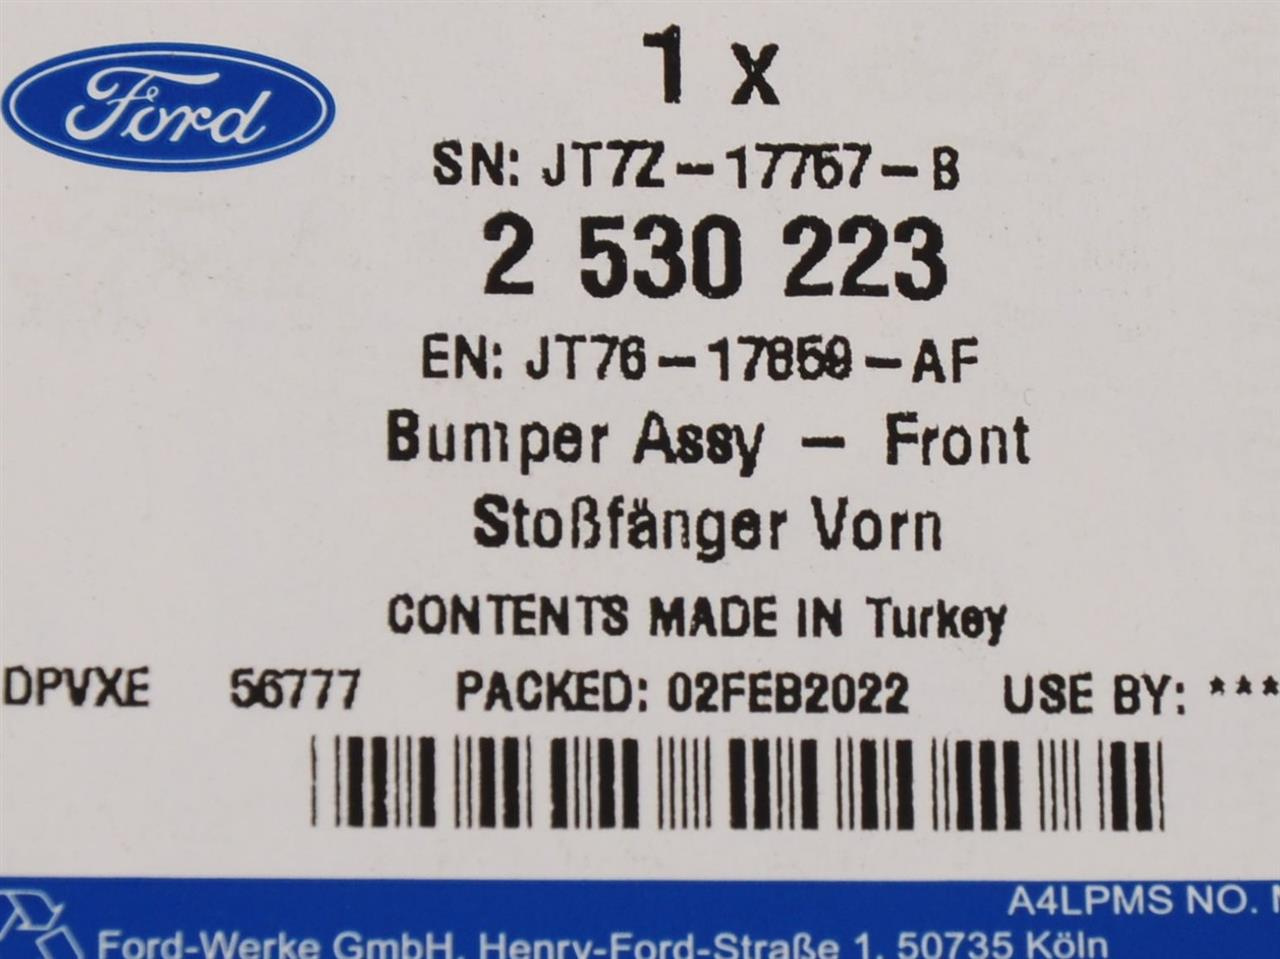 Ford
1 x
SN: JT7Z-17757-B
2 530 223
EN: JT76-17859-AF
Bumper Assy - Front
Stoßfänger Vorn
CONTENTS MADE IN Turkey
DPVXE 56777 PACKED: 02FEB2022 USE BY: ***
A4LPMS NO.
Ford-Werke GmbH, Henry-Ford-Straße 1, 50735 Köln